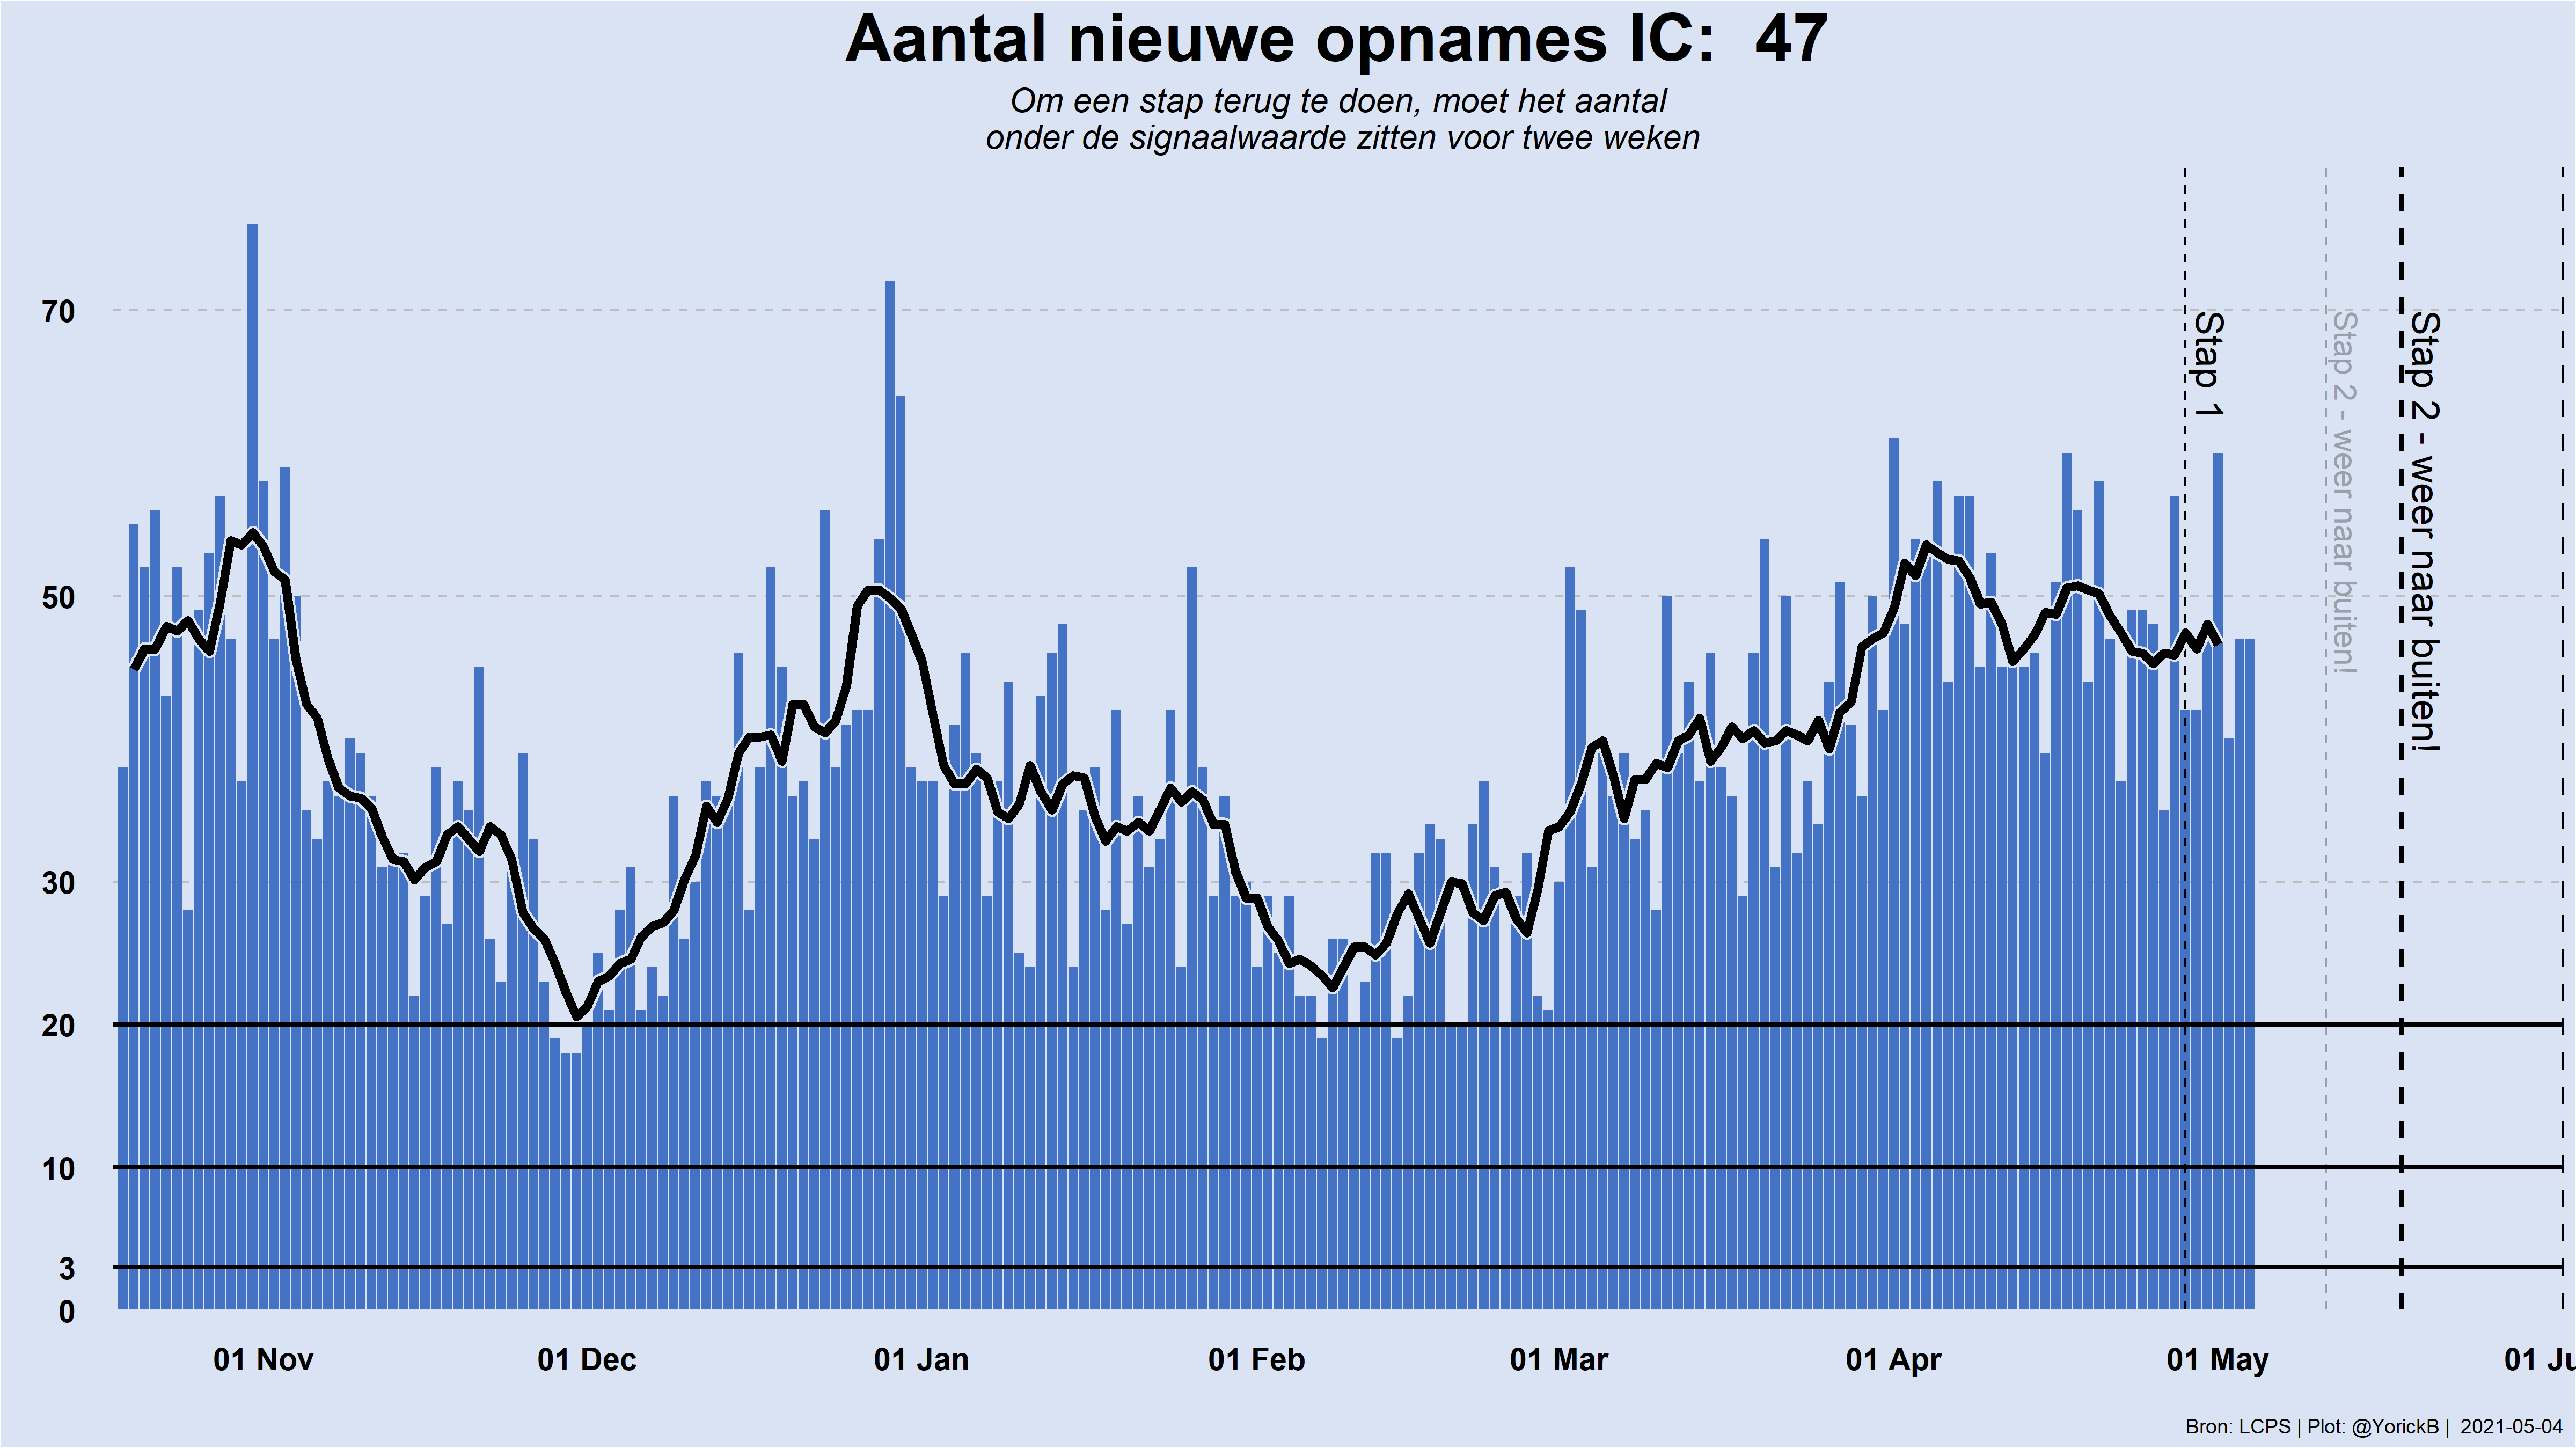 Aantal nieuwe opnames IC:  47
Om een stap terug te doen, moet het aantal
onder de signaalwaarde zitten voor twee weken
70
50
30
20
10
3
0
Stap 1
Stap 2 - weer naar buiten!
Stap 2 - weer naar buiten!
01 Nov
01 Dec
01 Jan
01 Feb
01 Mar
01 Apr
01 May
01 Ju
Bron: LCPS | Plot: @YorickB |  2021-05-04